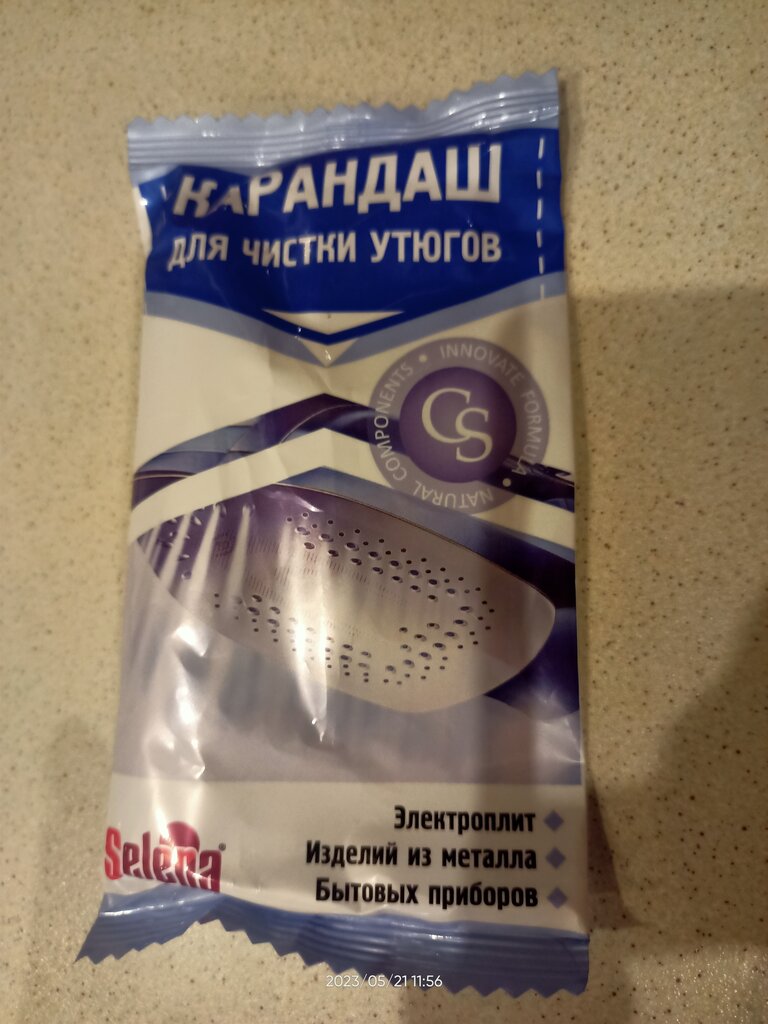 КАРАНДАШ
ДЛЯ ЧИСТКИ УТЮГОВ
INNOVATE FORMULA • NATURAL COMPONENTS •
CS
Электроплит
Изделий из металла
Бытовых приборов
Selena®
2023/05/21 11:56